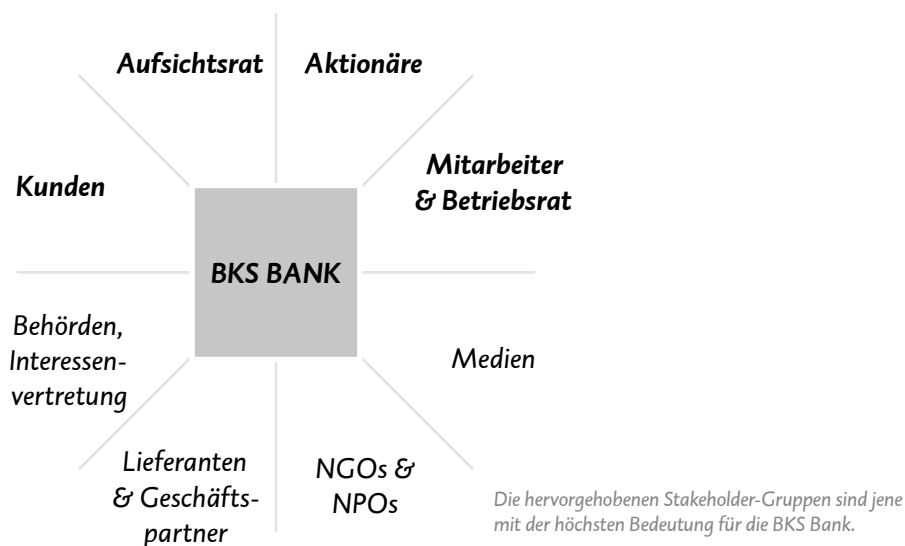 Aufsichtsrat
Aktionäre
Kunden
Mitarbeiter
& Betriebsrat
BKS BANK
Behörden,
Interessen-
vertretung
Medien
Lieferanten
& Geschäfts-
partner
NGOs &
NPOs
Die hervorgehobenen Stakeholder-Gruppen sind jene
mit der höchsten Bedeutung für die BKS Bank.